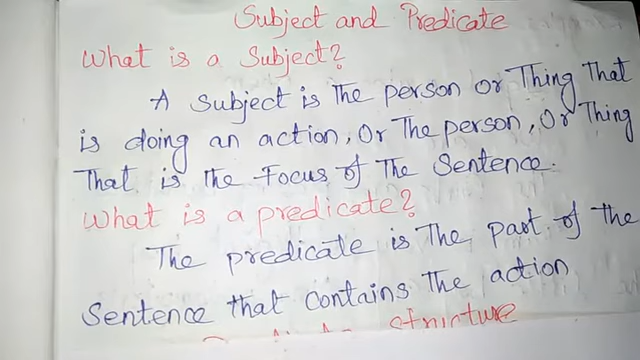 Subject and Predicate
What is a Subject?
A Subject is The person or Thing That
is doing an action, Or The person, Or Thing
That is The Focus of The Sentence.
What is a predicate?
The predicate is The part of the
Sentence that contains The action
structure